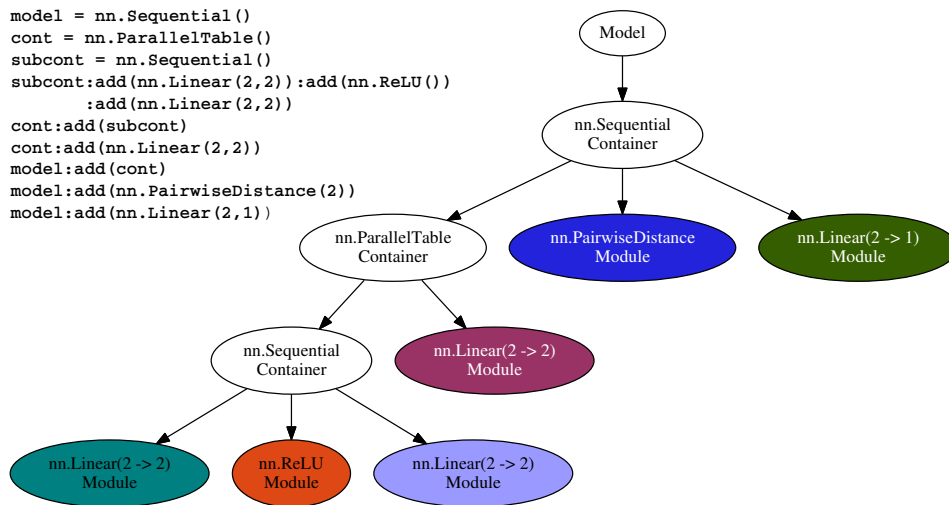 model = nn.Sequential()
cont = nn.ParallelTable()
subcont = nn.Sequential()
subcont:add(nn.Linear(2,2)):add(nn.ReLU())
:add(nn.Linear(2,2))
cont:add(subcont)
cont:add(nn.Linear(2,2))
model:add(cont)
model:add(nn.PairwiseDistance(2))
model:add(nn.Linear(2,1))
Model
nn.Sequential
Container
nn.ParallelTable
Container
nn.PairwiseDistance
Module
nn.Linear(2 -> 1)
Module
nn.Sequential
Container
nn.Linear(2 -> 2)
Module
nn.Linear(2 -> 2)
Module
nn.ReLU
Module
nn.Linear(2 -> 2)
Module